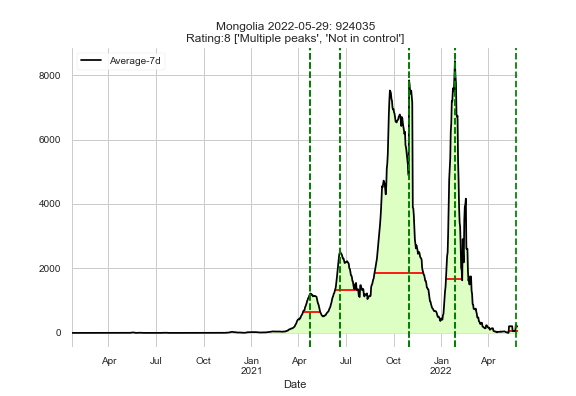 Mongolia 2022-05-29: 924035
Rating:8 ['Multiple peaks', 'Not in control']
Average-7d
8000
6000
4000
2000
0
Apr Jul Oct Jan Apr Jul Oct Jan Apr
2021 2022
Date